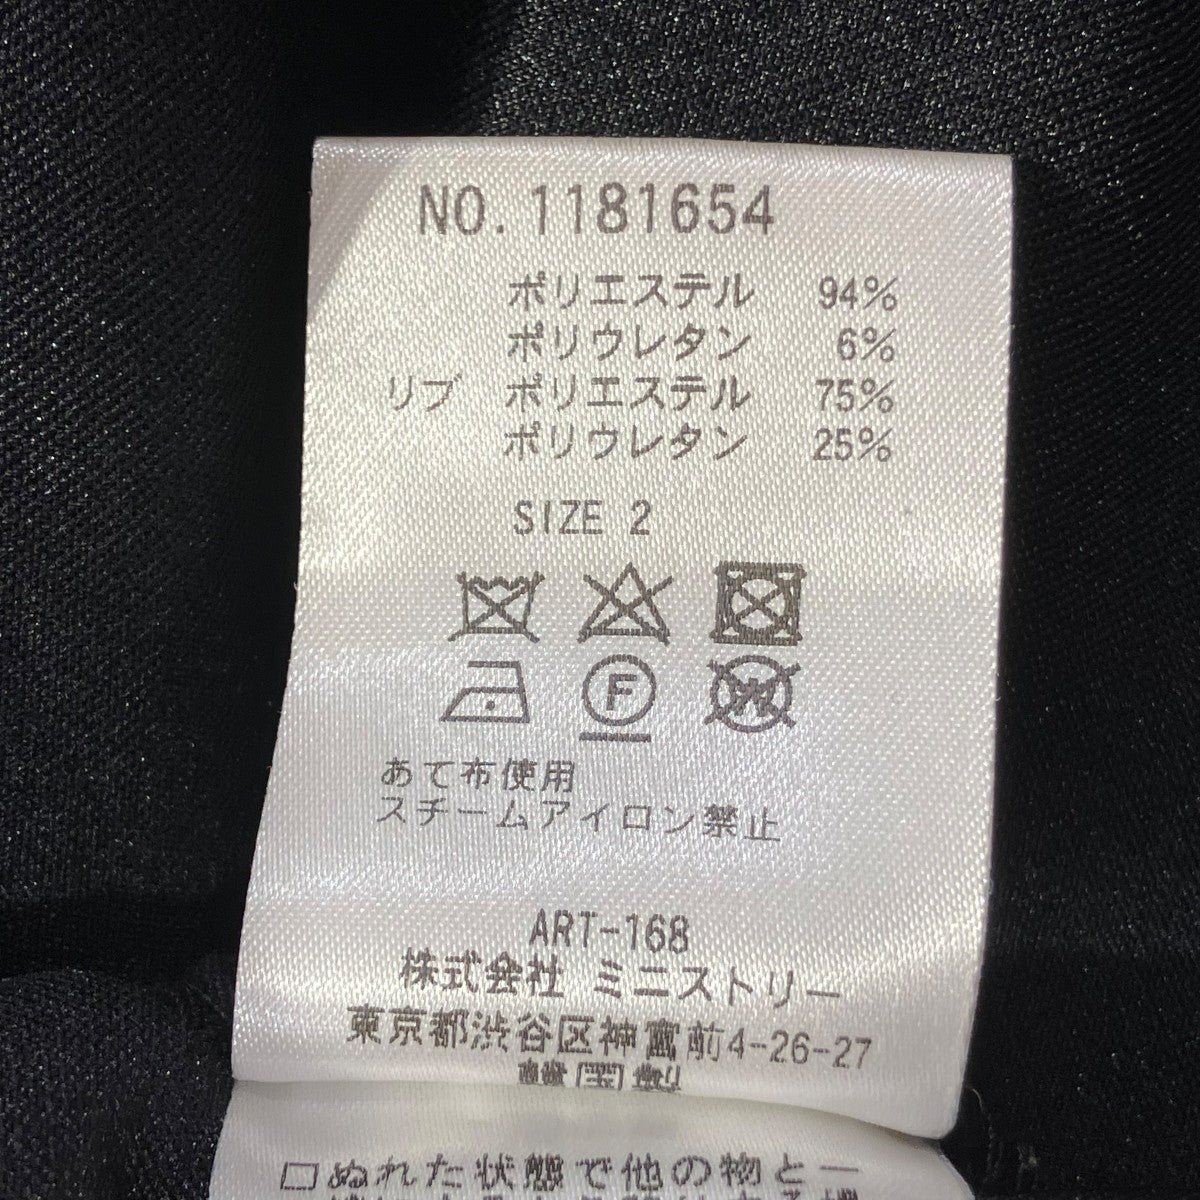 NO. 1181654
ポリエステル 94%
ポリウレタン 6%
リブ ポリエステル 75%
ポリウレタン 25%
SIZE 2
F
W
あて布使用
スチームアイロン禁止
ART-168
株式会社 ミニストリー
東京都渋谷区神宮前4-26-27
国製
□ぬれた状態で他の物と一